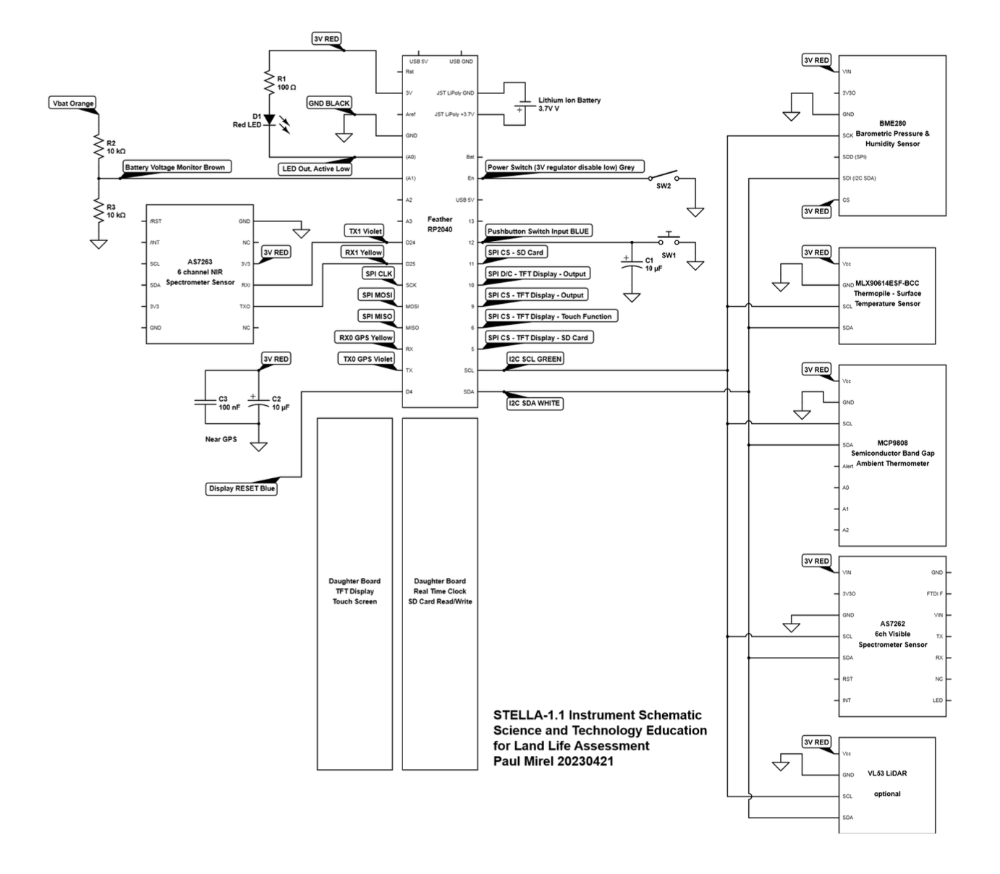 3V RED
USB 5V
USB GND
Rst
R1
100 Ω
3V
JST LiPoly GND
Lithium Ion Battery
3.7V V
GND BLACK
Aref
JST LiPoly +3.7V
Vbat Orange
D1
Red LED
GND
R2
10 kΩ
(A0)
Bat
LED Out, Active Low
Battery Voltage Monitor Brown
(A1)
En
Power Switch (3V regulator disable low) Grey
SW2
A2
USB 5V
R3
10 kΩ
A3
13
Feather
RP2040
/RST
GND
/INT
NC
SCL
3V3
SDA
RXI
3V3
TXO
GND
NC
AS7263
6 channel NIR
Spectrometer Sensor
3V RED
TX1 Violet
D24
12
Pushbutton Switch Input BLUE
SW1
C1
10 µF
RX1 Yellow
D25
11
SPI CS - SD Card
SPI CLK
SCK
10
SPI D/C - TFT Display - Output
SPI MOSI
MOSI
9
SPI CS - TFT Display - Output
SPI MISO
MISO
6
SPI CS - TFT Display - Touch Function
RX0 GPS Yellow
RX
5
SPI CS - TFT Display - SD Card
TX0 GPS Violet
TX
SCL
I2C SCL GREEN
D4
SDA
I2C SDA WHITE
3V RED
C3
100 nF
C2
10 µF
Near GPS
Display RESET Blue
Daughter Board
TFT Display
Touch Screen
Daughter Board
Real Time Clock
SD Card Read/Write
3V RED
VIN
3V3O
GND
SCK
SDD (SPI)
SDI (I2C SDA)
CS
3V RED
BME280
Barometric Pressure &
Humidity Sensor
3V RED
Vcc
GND
SCL
SDA
MLX90614ESF-BCC
Thermopile - Surface
Temperature Sensor
3V RED
Vcc
GND
SCL
SDA
Alert
A0
A1
A2
MCP9808
Semiconductor Band Gap
Ambient Thermometer
3V RED
VIN
GND
3V3O
FTDI F
GND
VIN
SCL
TX
SDA
RX
RST
NC
INT
LED
AS7262
6ch Visible
Spectrometer Sensor
3V RED
Vcc
GND
SCL
SDA
VL53 LiDAR
optional
STELLA-1.1 Instrument Schematic
Science and Technology Education
for Land Life Assessment
Paul Mirel 20230421